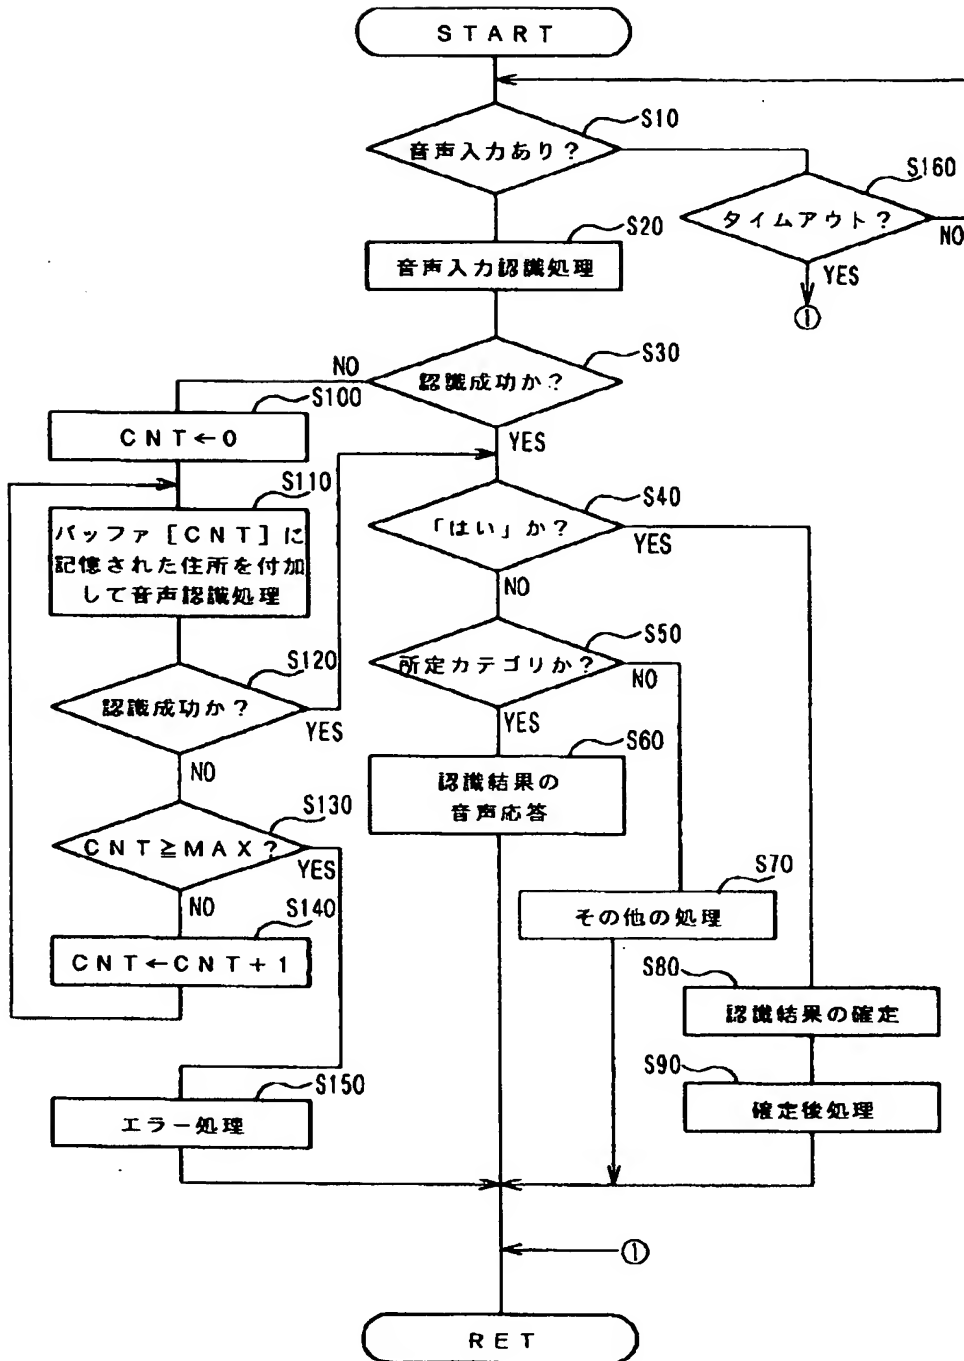 START
S10
音声入力あり?
S160
タイムアウト?
NO
YES
①
S20
音声入力認識処理
S30
認識成功か?
NO
YES
S100
CNT←0
S110
バッファ[CNT]に
記憶された住所を付加
して音声認識処理
S120
認識成功か?
YES
NO
S130
CNT≧MAX?
YES
NO
S140
CNT←CNT+1
S150
エラー処理
S40
「はい」か?
YES
NO
S50
所定カテゴリか?
NO
YES
S60
認識結果の
音声応答
S70
その他の処理
S80
認識結果の確定
S90
確定後処理
①
RET